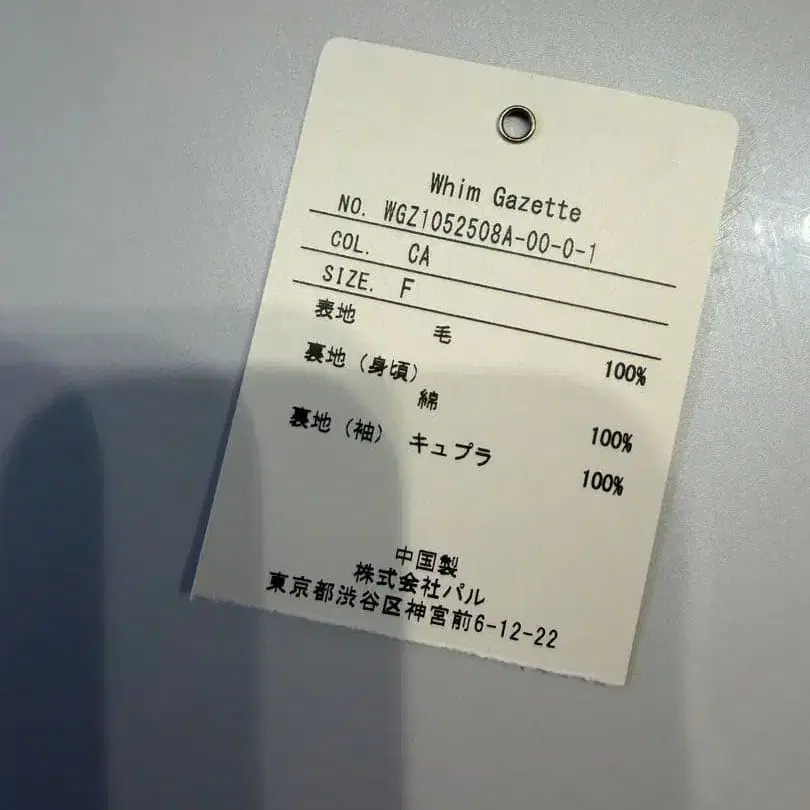 Whim Gazette
NO. WGZ1052508A-00-0-1
COL. CA
SIZE. F
表地 毛 100%
裏地（身頃） 綿 100%
裏地（袖） キュプラ 100%
中国製
株式会社パル
東京都渋谷区神宮前6-12-22